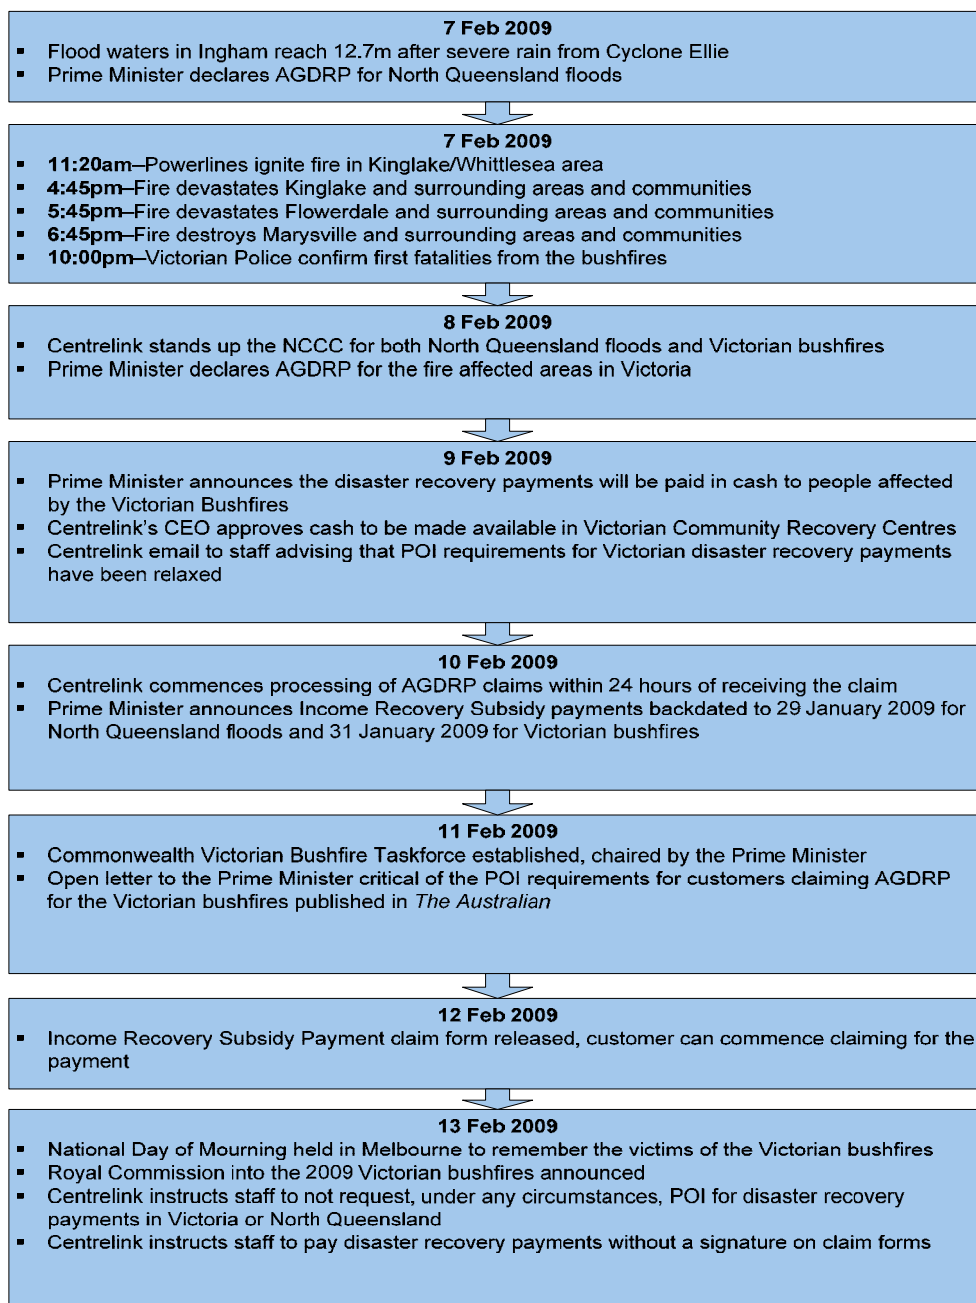 7 Feb 2009
▪ Flood waters in Ingham reach 12.7m after severe rain from Cyclone Ellie
▪ Prime Minister declares AGDRP for North Queensland floods
7 Feb 2009
▪ 11:20am–Powerlines ignite fire in Kinglake/Whittlesea area
▪ 4:45pm–Fire devastates Kinglake and surrounding areas and communities
▪ 5:45pm–Fire devastates Flowerdale and surrounding areas and communities
▪ 6:45pm–Fire destroys Marysville and surrounding areas and communities
▪ 10:00pm–Victorian Police confirm first fatalities from the bushfires
8 Feb 2009
▪ Centrelink stands up the NCCC for both North Queensland floods and Victorian bushfires
▪ Prime Minister declares AGDRP for the fire affected areas in Victoria
9 Feb 2009
▪ Prime Minister announces the disaster recovery payments will be paid in cash to people affected
by the Victorian Bushfires
▪ Centrelink's CEO approves cash to be made available in Victorian Community Recovery Centres
▪ Centrelink email to staff advising that POI requirements for Victorian disaster recovery payments
have been relaxed
10 Feb 2009
▪ Centrelink commences processing of AGDRP claims within 24 hours of receiving the claim
▪ Prime Minister announces Income Recovery Subsidy payments backdated to 29 January 2009 for
North Queensland floods and 31 January 2009 for Victorian bushfires
11 Feb 2009
▪ Commonwealth Victorian Bushfire Taskforce established, chaired by the Prime Minister
▪ Open letter to the Prime Minister critical of the POI requirements for customers claiming AGDRP
for the Victorian bushfires published in The Australian
12 Feb 2009
▪ Income Recovery Subsidy Payment claim form released, customer can commence claiming for the
payment
13 Feb 2009
▪ National Day of Mourning held in Melbourne to remember the victims of the Victorian bushfires
▪ Royal Commission into the 2009 Victorian bushfires announced
▪ Centrelink instructs staff to not request, under any circumstances, POI for disaster recovery
payments in Victoria or North Queensland
▪ Centrelink instructs staff to pay disaster recovery payments without a signature on claim forms